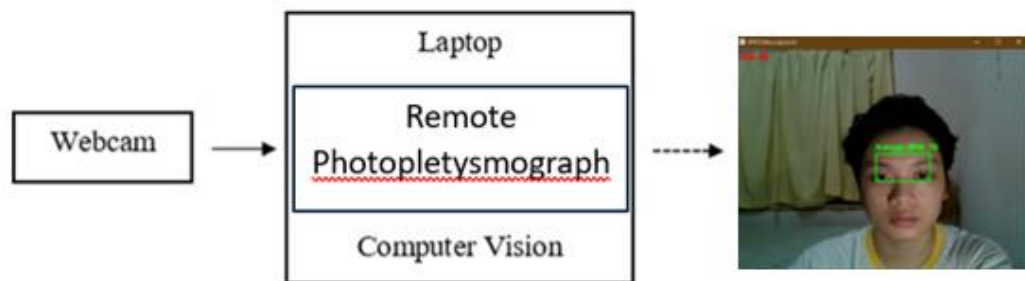 Webcam
Laptop
Remote
Photopletysmograph
Computer Vision